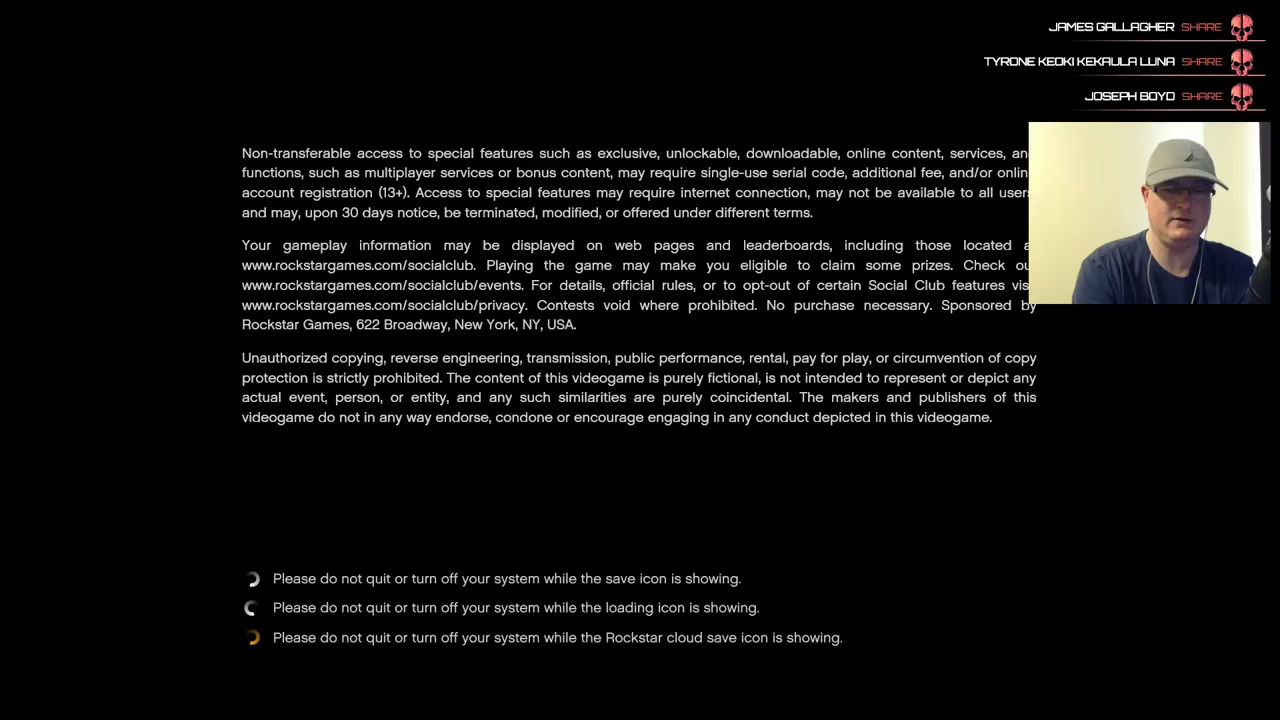 JAMES GALLAGHER SHARE
TYRONE KEOKI KEKAULA LUNA SHARE
JOSEPH BOYD SHARE
Non-transferable access to special features such as exclusive, unlockable, downloadable, online content, services, and
functions, such as multiplayer services or bonus content, may require single-use serial code, additional fee, and/or onlin
account registration (13+). Access to special features may require internet connection, may not be available to all users
and may, upon 30 days notice, be terminated, modified, or offered under different terms.
Your gameplay information may be displayed on web pages and leaderboards, including those located a
www.rockstargames.com/socialclub. Playing the game may make you eligible to claim some prizes. Check ou
www.rockstargames.com/socialclub/events. For details, official rules, or to opt-out of certain Social Club features vis
www.rockstargames.com/socialclub/privacy. Contests void where prohibited. No purchase necessary. Sponsored by
Rockstar Games, 622 Broadway, New York, NY, USA.
Unauthorized copying, reverse engineering, transmission, public performance, rental, pay for play, or circumvention of copy
protection is strictly prohibited. The content of this videogame is purely fictional, is not intended to represent or depict any
actual event, person, or entity, and any such similarities are purely coincidental. The makers and publishers of this
videogame do not in any way endorse, condone or encourage engaging in any conduct depicted in this videogame.
Please do not quit or turn off your system while the save icon is showing.
Please do not quit or turn off your system while the loading icon is showing.
Please do not quit or turn off your system while the Rockstar cloud save icon is showing.